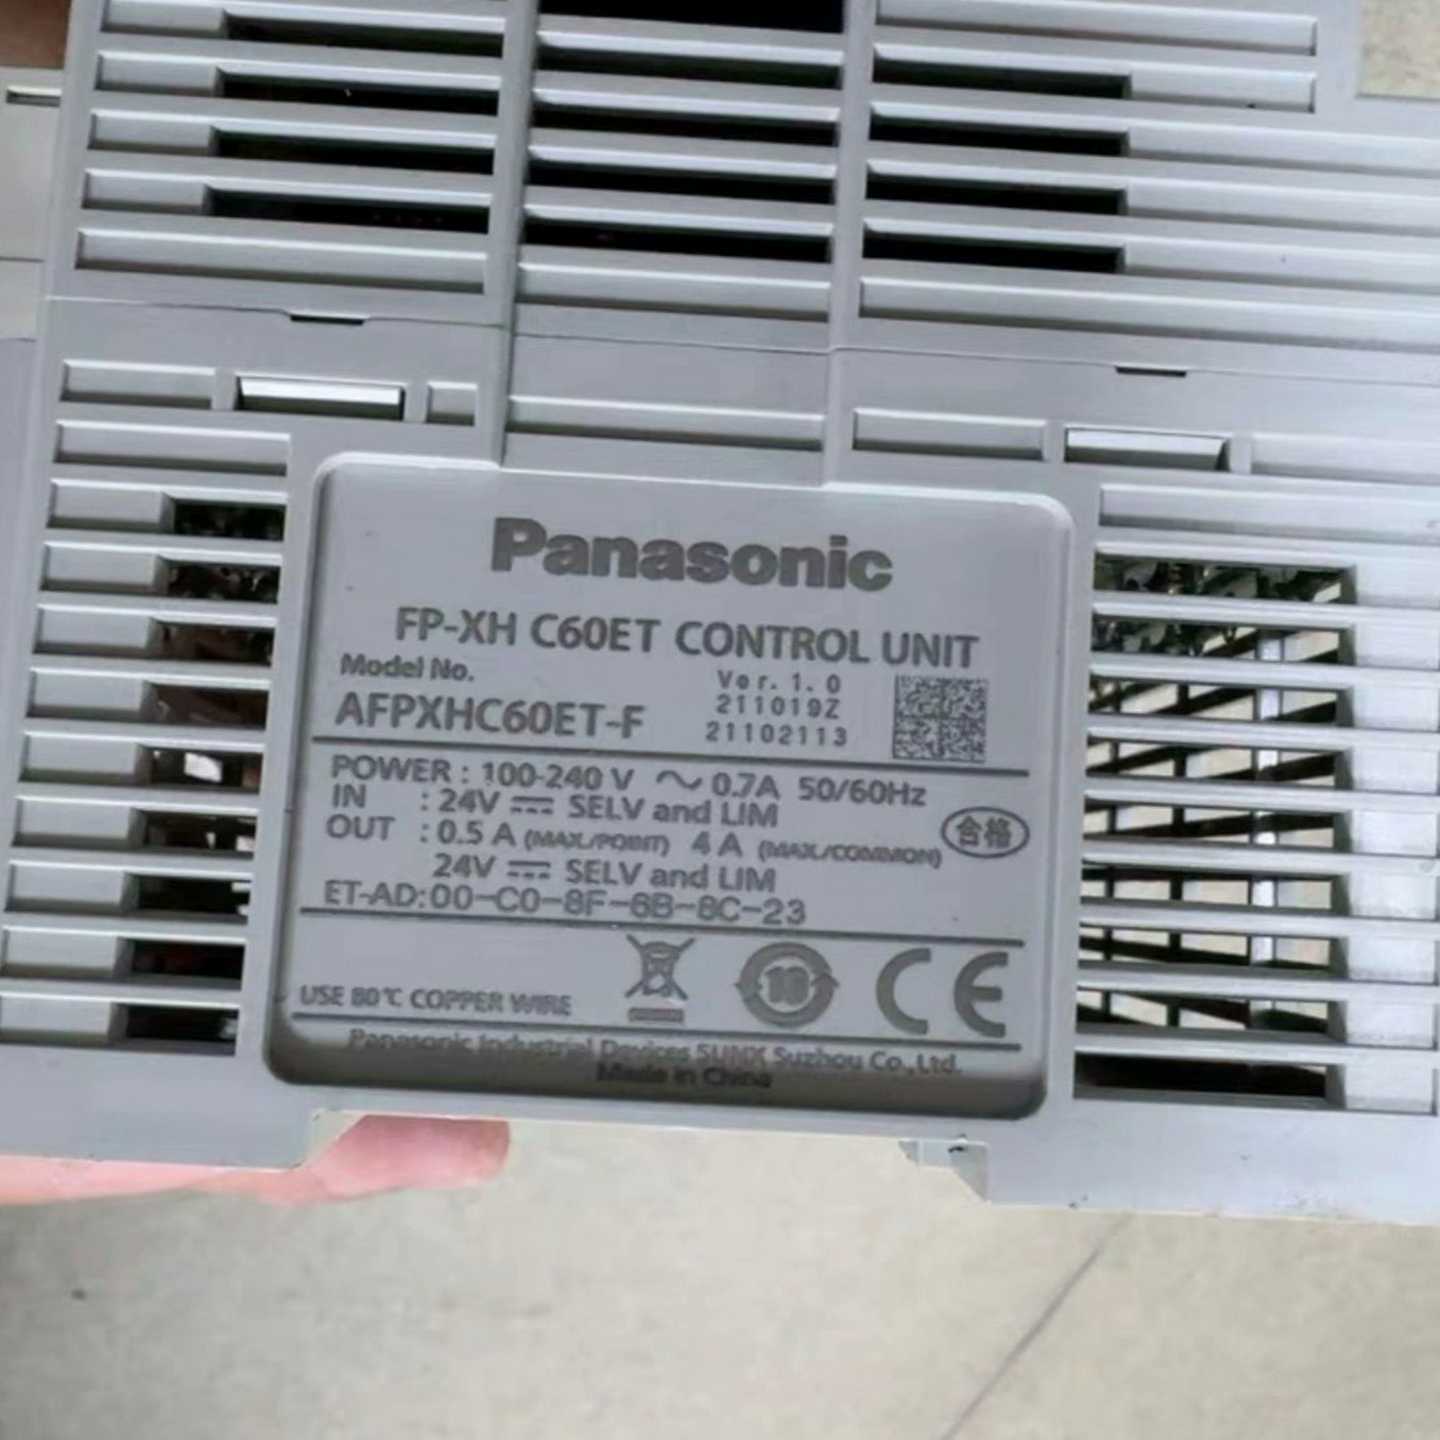 Panasonic
FP-XH C60ET CONTROL UNIT
Model No.
AFPXHC60ET-F
Ver. 1. 0
211019Z
21102113
POWER : 100-240 V ～ 0.7A 50/60Hz
IN : 24V ⎓ SELV and LIM
OUT : 0.5 A (MAX./POINT) 4 A (MAX./COMMON)
24V ⎓ SELV and LIM
合格
ET-AD:00-C0-8F-6B-8C-23
USE 80℃ COPPER WIRE
10
CE
Panasonic Industrial Devices SUNX Suzhou Co.,Ltd.
Made in China